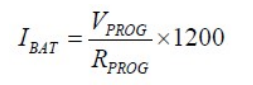 I_BAT = V_PROG / R_PROG × 1200